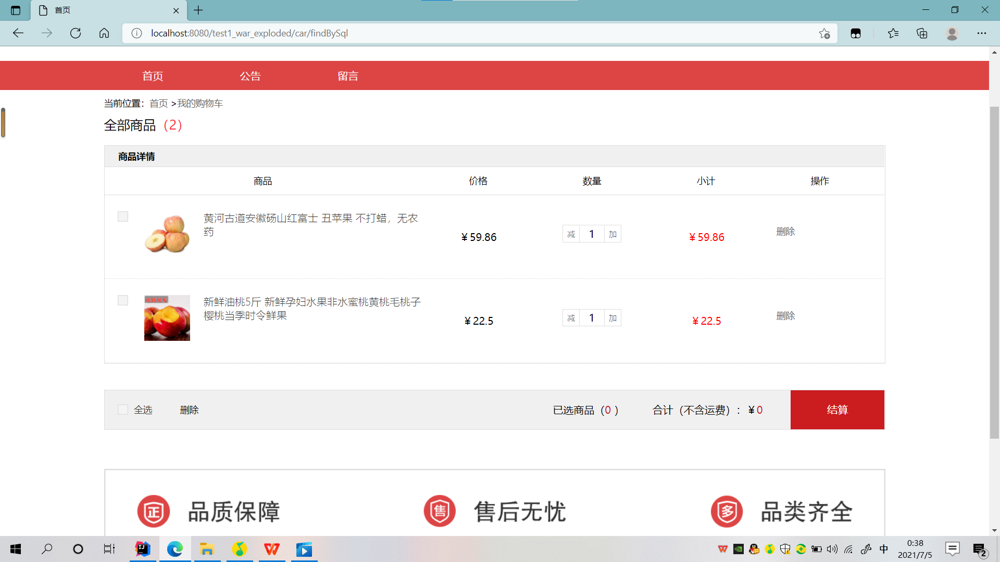 首页
localhost:8080/test1_war_exploded/car/findBySql
首页 公告 留言
当前位置：首页 >我的购物车
全部商品（2）
商品详情
商品 价格 数量 小计 操作
黄河古道安徽砀山红富士 丑苹果 不打蜡，无农
药
¥59.86 减 1 加 ¥59.86 删除
新鲜油桃5斤 新鲜孕妇水果非水蜜桃黄桃毛桃子
樱桃当季时令鲜果
¥22.5 减 1 加 ¥22.5 删除
全选 删除 已选商品（0 ） 合计（不含运费）：¥0 结算
正 品质保障 售 售后无忧 多 品类齐全
中
0:38
2021/7/5
2